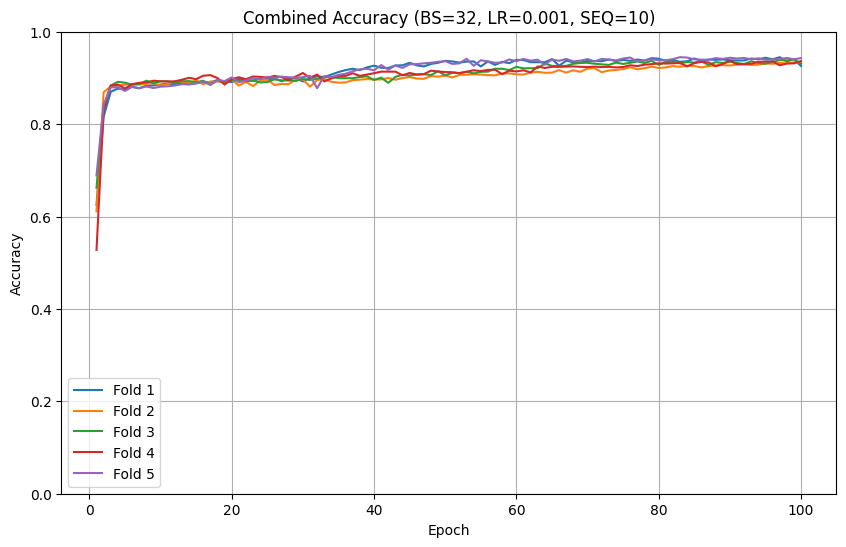 Combined Accuracy (BS=32, LR=0.001, SEQ=10)
1.0
0.8
0.6
0.4
0.2
0.0
Accuracy
Fold 1
Fold 2
Fold 3
Fold 4
Fold 5
0 20 40 60 80 100
Epoch